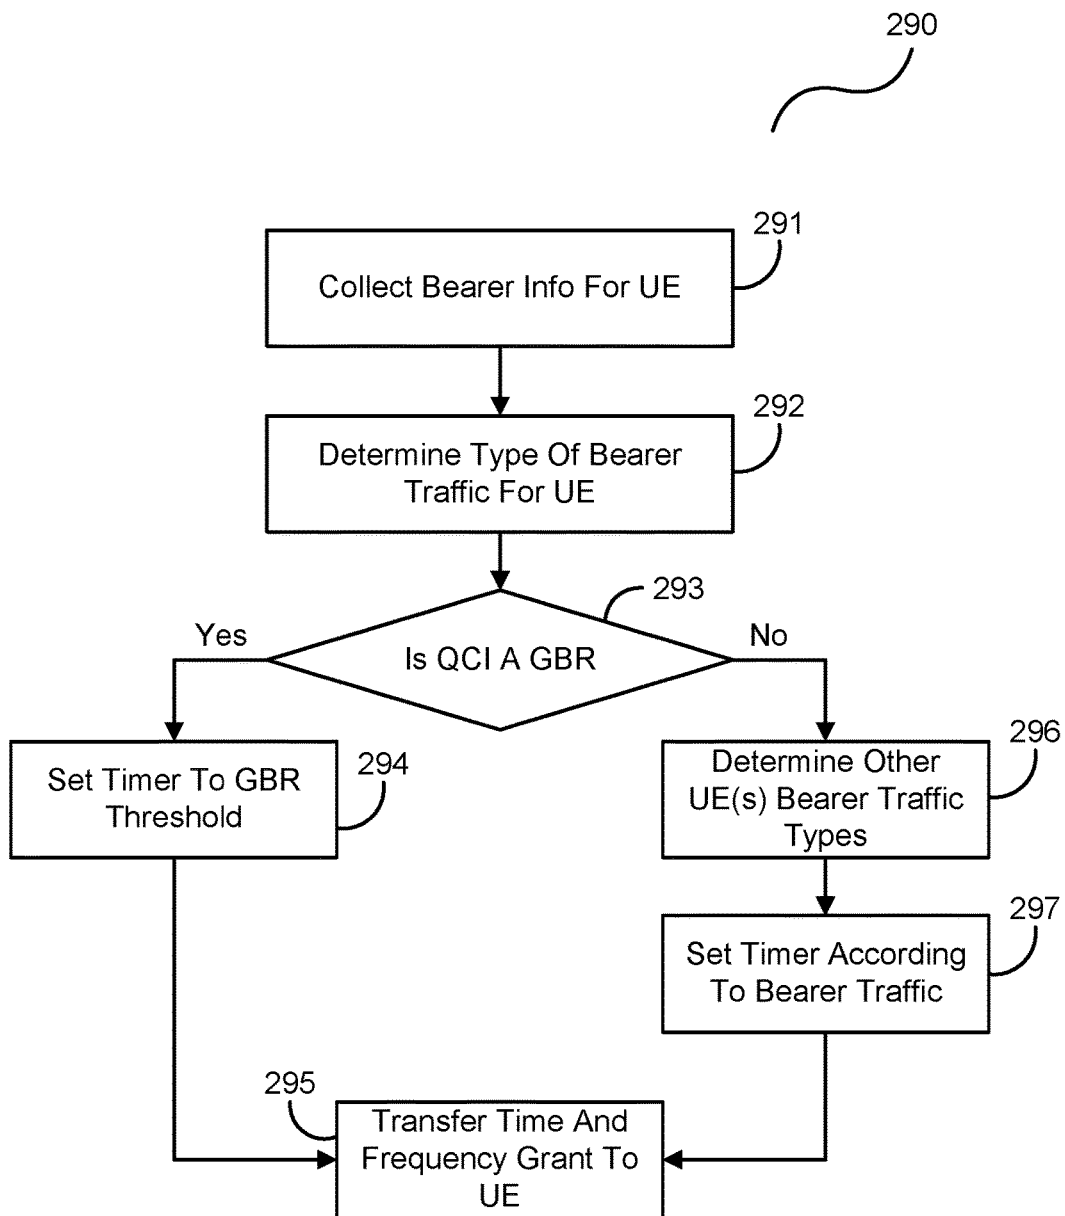 290
291
Collect Bearer Info For UE
292
Determine Type Of Bearer
Traffic For UE
293
Yes
No
Is QCI A GBR
294
Set Timer To GBR
Threshold
296
Determine Other
UE(s) Bearer Traffic
Types
297
Set Timer According
To Bearer Traffic
295
Transfer Time And
Frequency Grant To
UE